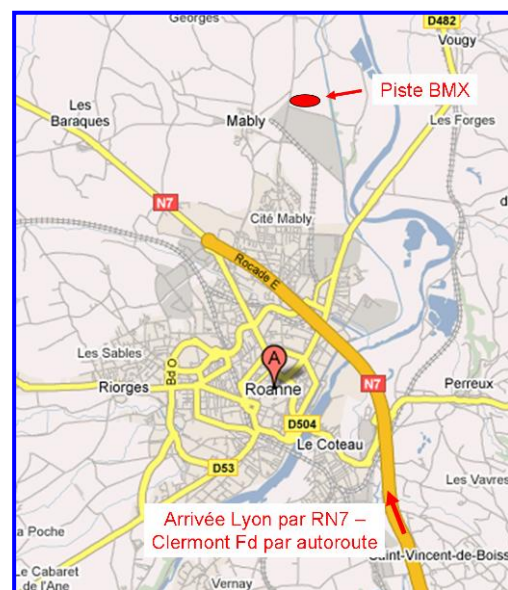 Georges
D482
Vougy
Piste BMX
Les
Baraques
Mably
Les Forges
N7
Cité Mably
Rocade E
Les Sables
Bd O
A
Riorges
Roanne
N7
Perreux
D504
Le Coteau
D53
Les Vavres
Arrivée Lyon par RN7 –
Clermont Fd par autoroute
a Poche
Saint-Vincent-de-Boiss
Le Cabaret
de l'Ane
Vernay
d